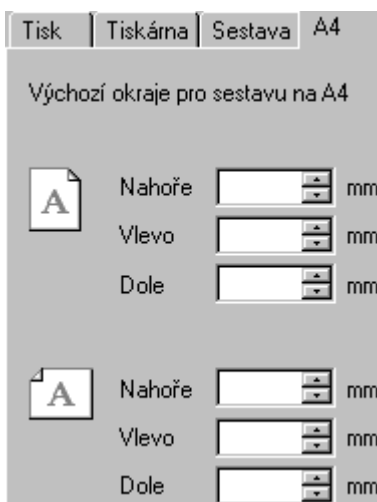 Tisk Tiskárna Sestava A4
Výchozí okraje pro sestavu na A4
A
Nahoře mm
Vlevo mm
Dole mm
A
Nahoře mm
Vlevo mm
Dole mm